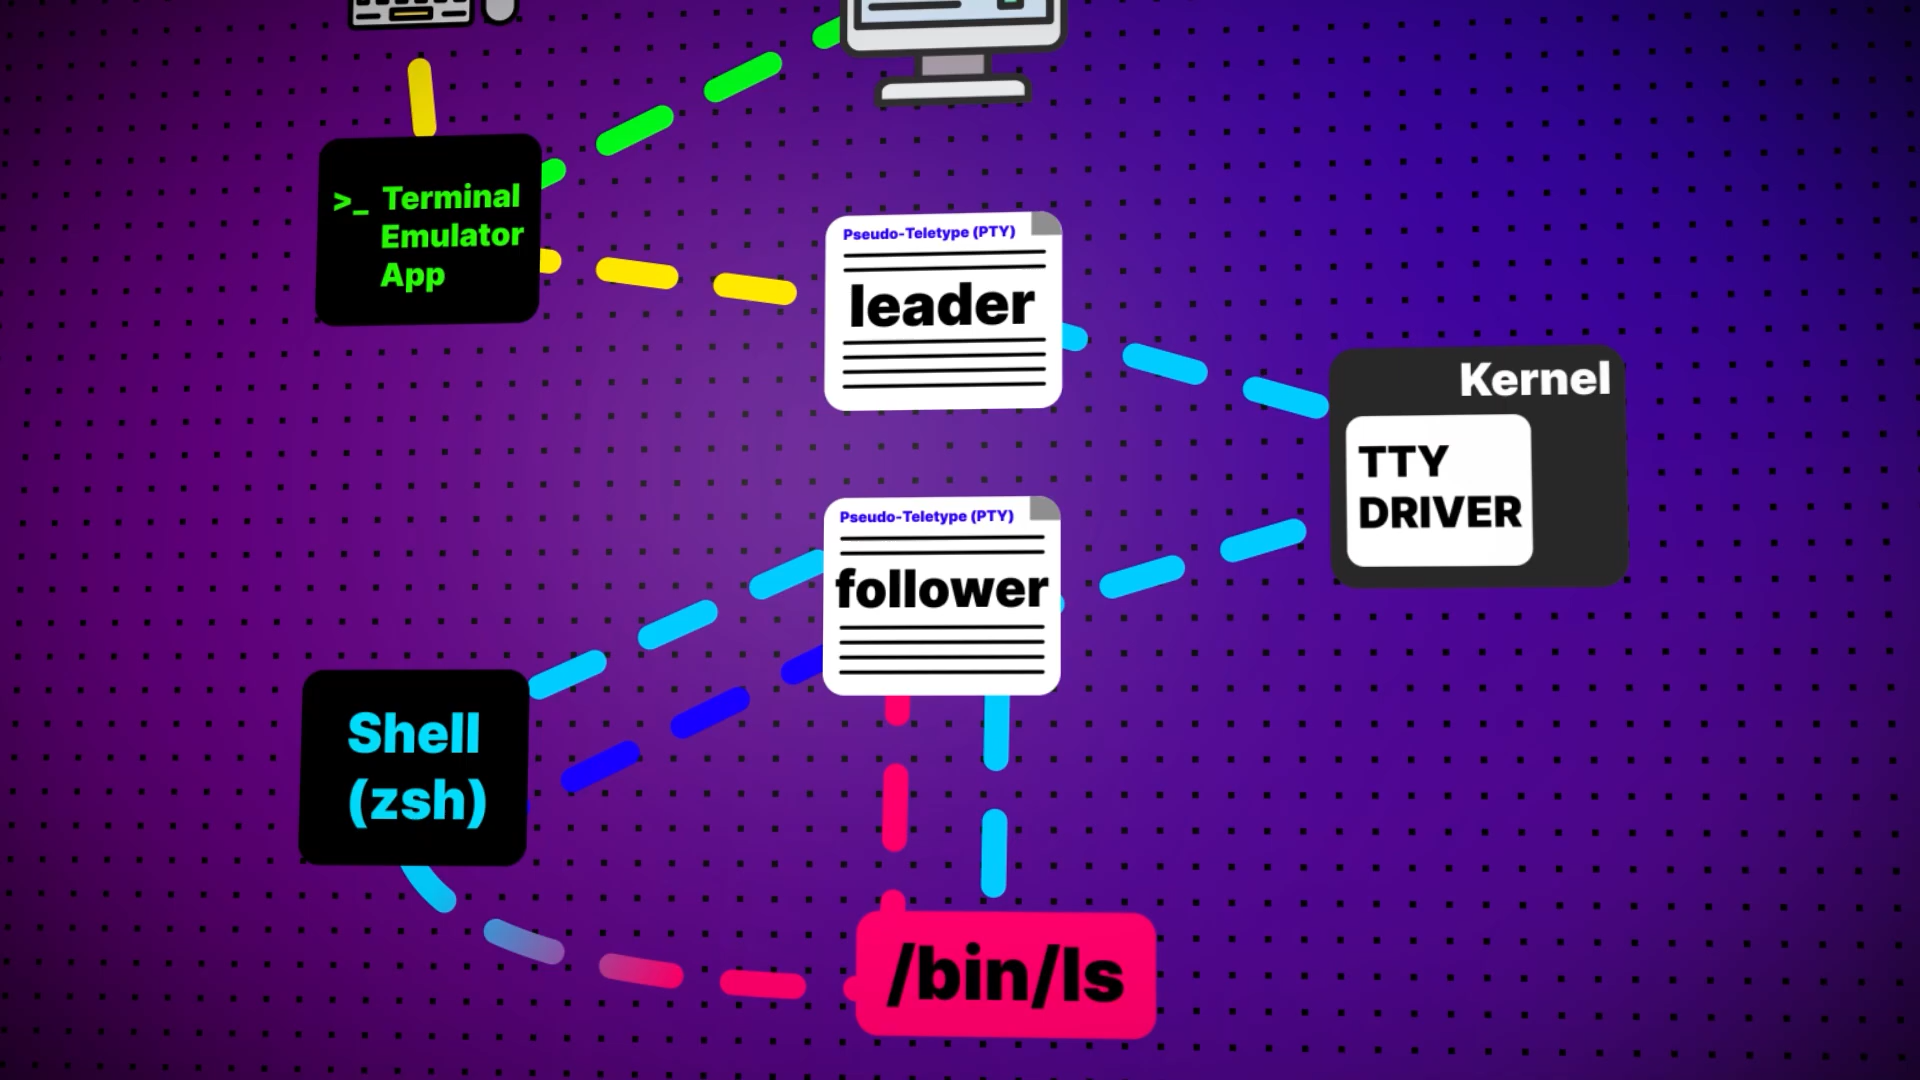 >_ Terminal
Emulator
App
Pseudo-Teletype (PTY)
leader
Kernel
TTY
DRIVER
Pseudo-Teletype (PTY)
follower
Shell
(zsh)
/bin/ls